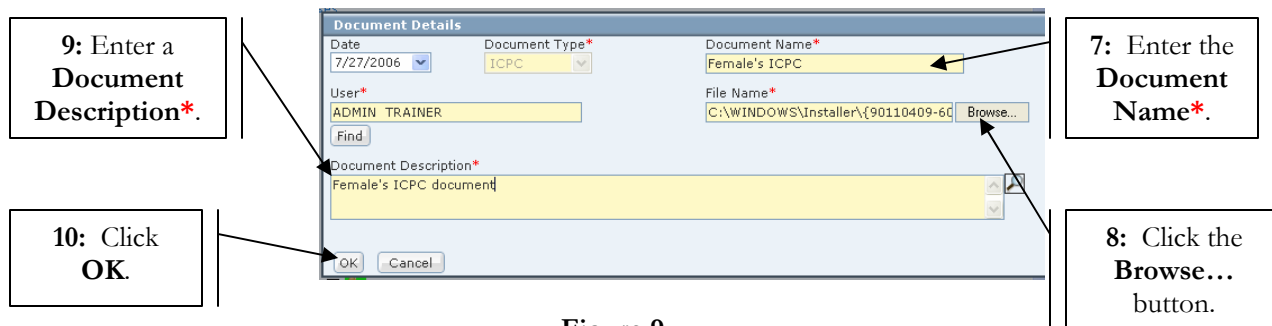 Document Details
Date
Document Type*
Document Name*
7/27/2006
ICPC
Female's ICPC
User*
File Name*
ADMIN TRAINER
C:\WINDOWS\Installer\{90110409-60
Browse...
Find
Document Description*
Female's ICPC document
OK
Cancel
9: Enter a
Document
Description*.
10: Click
OK.
7: Enter the
Document
Name*.
8: Click the
Browse…
button.